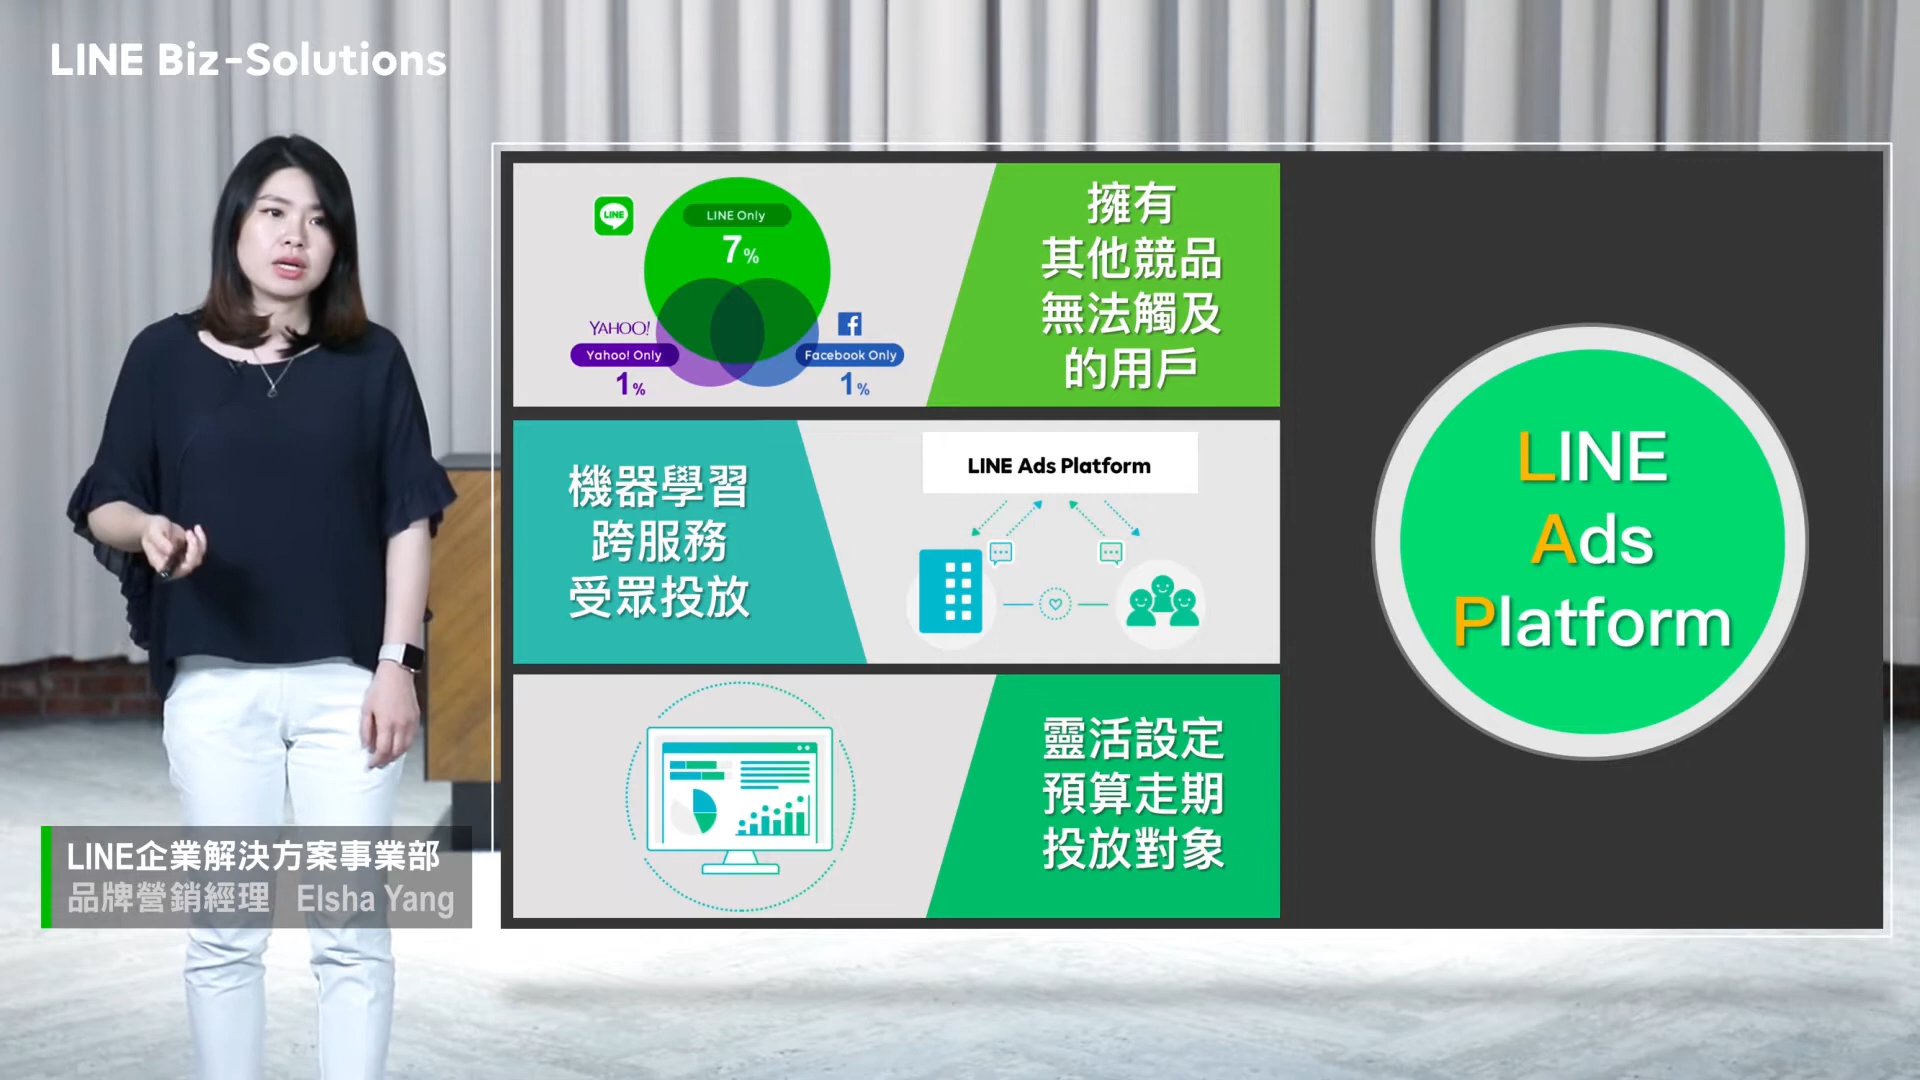 LINE Biz-Solutions
LINE
LINE Only
7%
YAHOO!
Yahoo! Only
1%
f
Facebook Only
1%
擁有
其他競品
無法觸及
的用戶
機器學習
跨服務
受眾投放
LINE Ads Platform
靈活設定
預算走期
投放對象
LINE
Ads
Platform
LINE企業解決方案事業部
品牌營銷經理 Elsha Yang